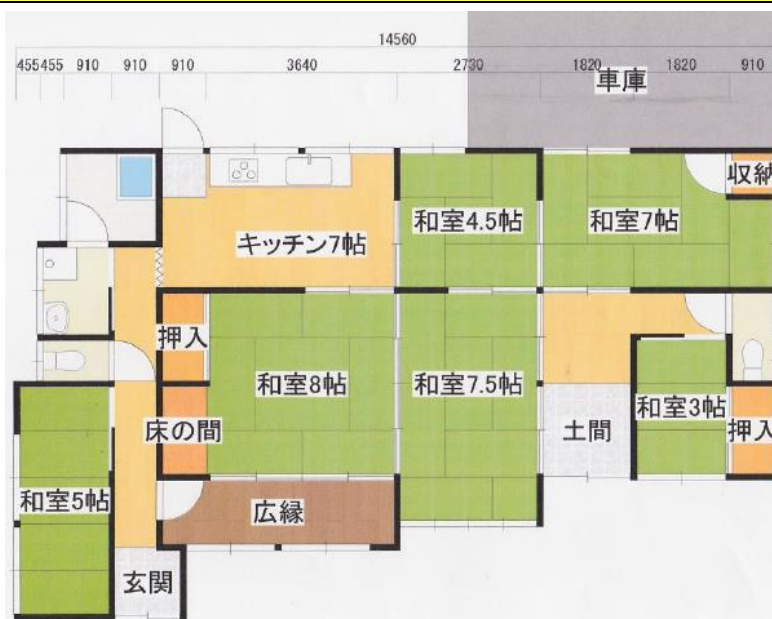 14560
455 455 910 910 910 3640 2730 1820 1820 910
車庫
収納
和室4.5帖
和室7帖
キッチン7帖
押入
和室8帖
和室7.5帖
床の間
土間
和室3帖
押入
和室5帖
広縁
玄関